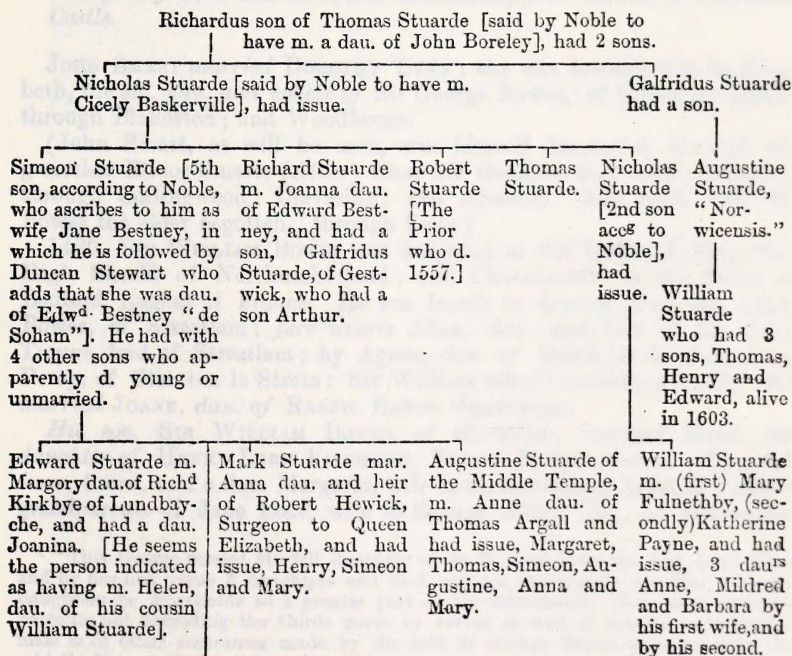 Richardus son of Thomas Stuarde [said by Noble to
have m. a dau. of John Boreley], had 2 sons.
Nicholas Stuarde [said by Noble to have m.
Cicely Baskerville], had issue.
Galfridus Stuarde
had a son.
Simeon Stuarde [5th
son, according to Noble,
who ascribes to him as
wife Jane Bestney, in
which he is followed by
Duncan Stewart who
adds that she was dau.
of Edwd. Bestney “de
Soham”]. He had with
4 other sons who ap-
parently d. young or
unmarried.
Richard Stuarde
m. Joanna dau.
of Edward Best-
ney, and had a
son, Galfridus
Stuarde, of Gest-
wick, who had a
son Arthur.
Robert
Stuarde
[The
Prior
who d.
1557.]
Thomas
Stuarde.
Nicholas
Stuarde
[2nd son
accg to
Noble],
had
issue.
Augustine
Stuarde,
“Nor-
wicensis.”
William
Stuarde
who had 3
sons, Thomas,
Henry and
Edward, alive
in 1603.
Edward Stuarde m.
Margory dau. of Richd
Kirkbye of Lundbay-
che, and had a dau.
Joanina. [He seems
the person indicated
as having m. Helen,
dau. of his cousin
William Stuarde].
Mark Stuarde mar.
Anna dau. and heir
of Robert Hewick,
Surgeon to Queen
Elizabeth, and had
issue, Henry, Simeon
and Mary.
Augustine Stuarde of
the Middle Temple,
m. Anne dau. of
Thomas Argall and
had issue, Margaret,
Thomas, Simeon, Au-
gustine, Anna and
Mary.
William Stuarde
m. (first) Mary
Fulnethby, (sec-
ondly) Katherine
Payne, and had
issue, 3 daurs
Anne, Mildred
and Barbara by
his first wife, and
by his second.